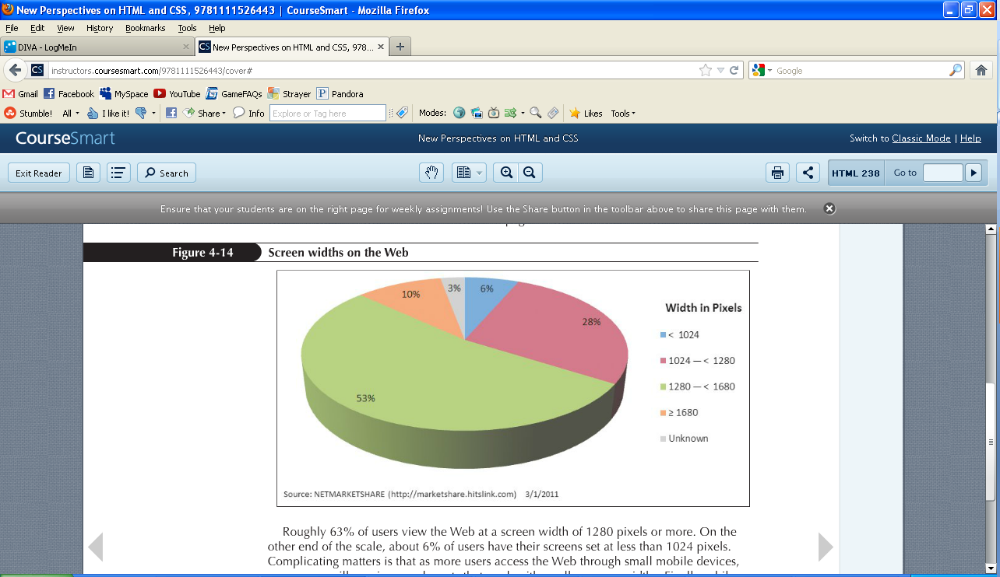 New Perspectives on HTML and CSS, 9781111526443 | CourseSmart - Mozilla Firefox
File Edit View History Bookmarks Tools Help
DIVA - LogMeIn
CS New Perspectives on HTML and CSS, 978...
CS instructors.coursesmart.com/9781111526443/cover#
Google
Gmail Facebook MySpace YouTube GameFAQs Strayer P Pandora
Stumble! All I like it! Share Info Explore or Tag here Modes: Likes Tools
CourseSmart New Perspectives on HTML and CSS Switch to Classic Mode | Help
Exit Reader Search HTML 238 Go to
Ensure that your students are on the right page for weekly assignments! Use the Share button in the toolbar above to share this page with them.
Figure 4-14 Screen widths on the Web
3% 6%
10%
28%
53%
Width in Pixels
< 1024
1024 — < 1280
1280 — < 1680
≥ 1680
Unknown
Source: NETMARKETSHARE (http://marketshare.hitslink.com) 3/1/2011
Roughly 63% of users view the Web at a screen width of 1280 pixels or more. On the
other end of the scale, about 6% of users have their screens set at less than 1024 pixels.
Complicating matters is that as more users access the Web through small mobile devices,